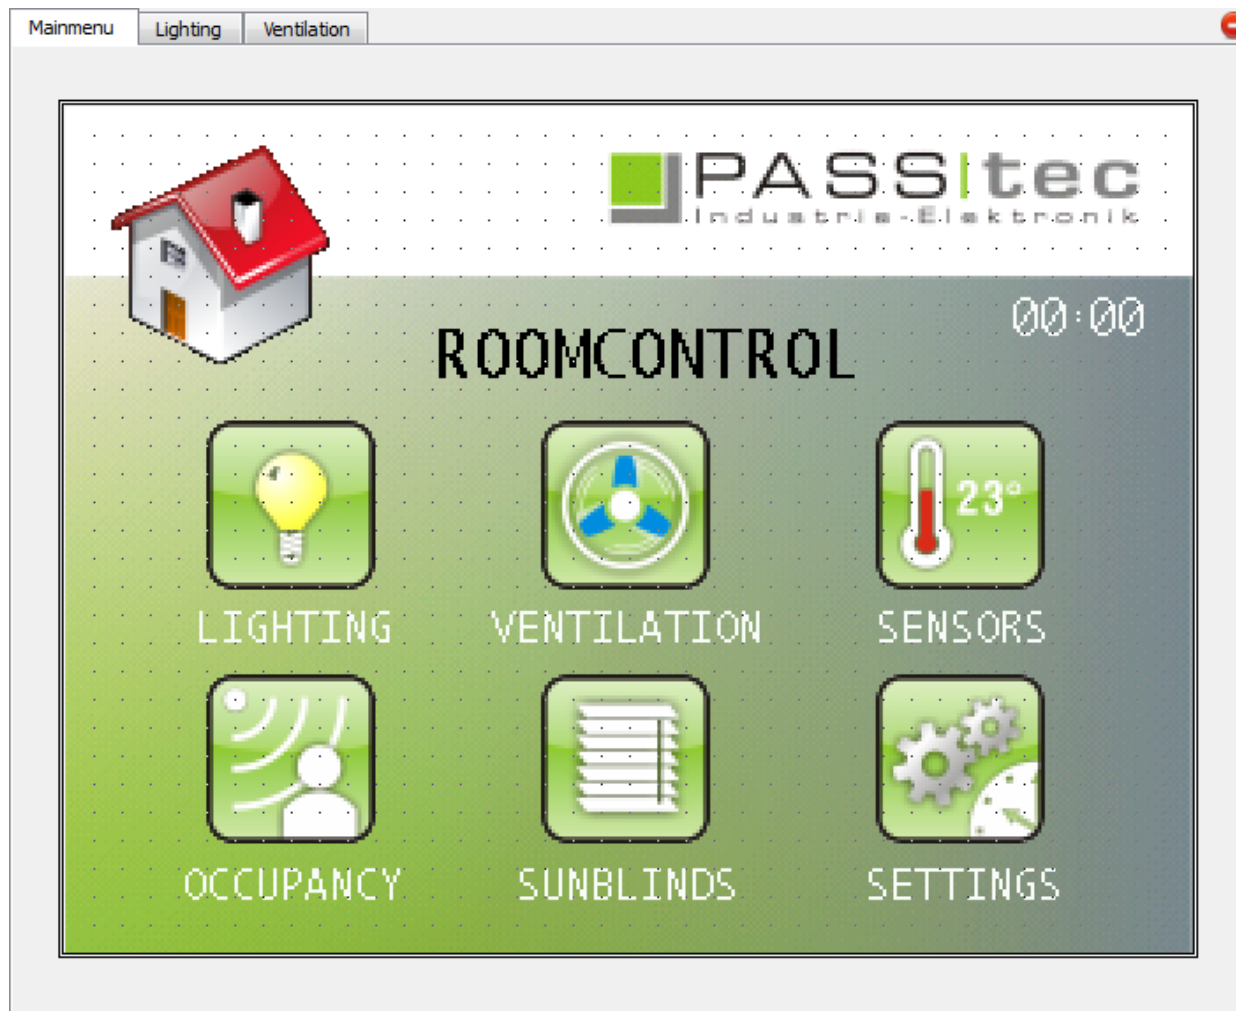 Mainmenu Lighting Ventilation
PASS tec
Industrie-Elektronik
00:00
ROOMCONTROL
23°
LIGHTING VENTILATION SENSORS
OCCUPANCY SUNBLINDS SETTINGS